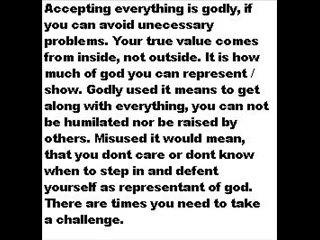 Accepting everything is godly, if
you can avoid unecessary
problems. Your true value comes
from inside, not outside. It is how
much of god you can represent /
show. Godly used it means to get
along with everything, you can not
be humilated nor be raised by
others. Misused it would mean,
that you dont care or dont know
when to step in and defent
yourself as representant of god.
There are times you need to take
a challenge.